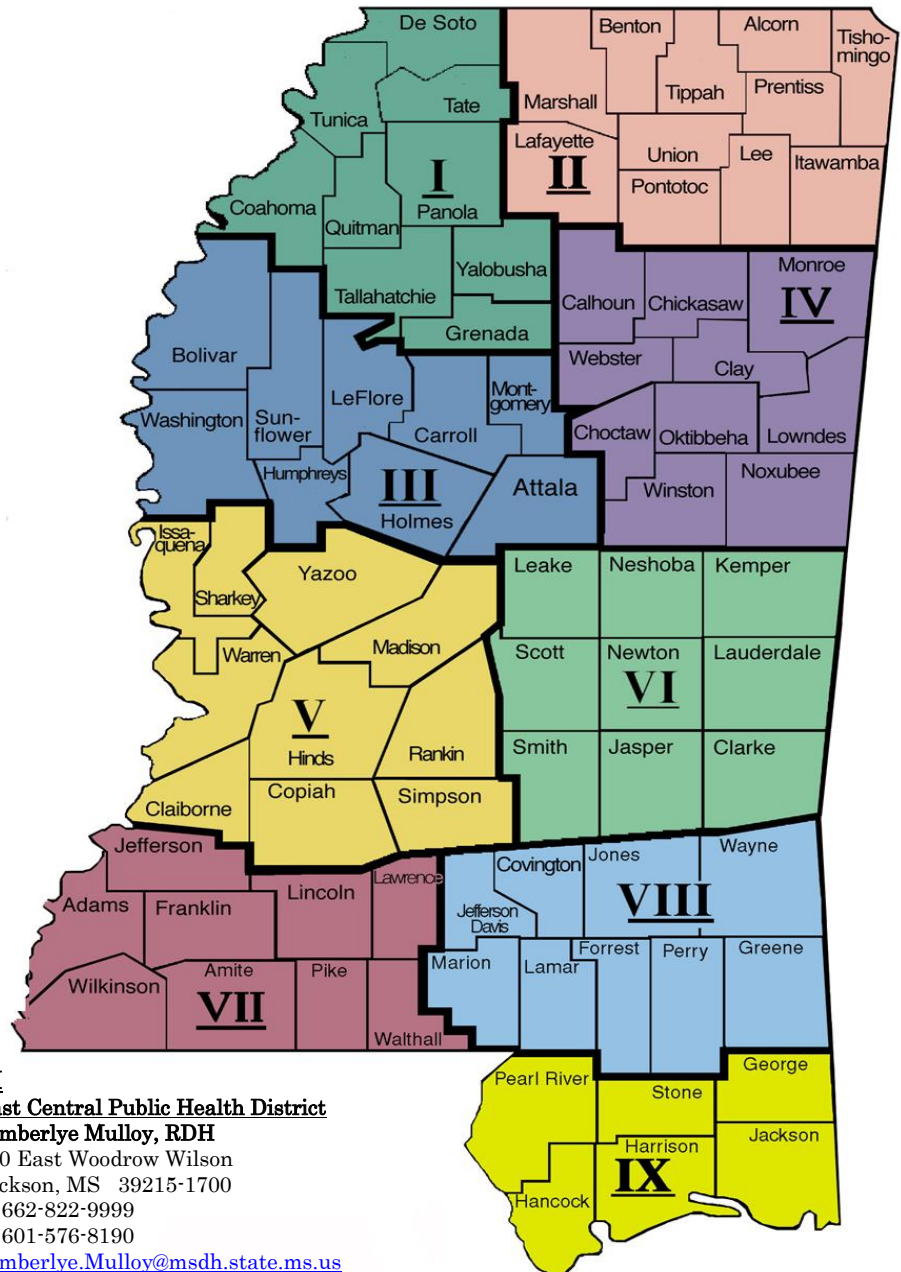 De Soto
Benton
Alcorn
Tisho-
mingo
Marshall
Tippah
Prentiss
Tate
Tunica
Lafayette
Union
Lee
Itawamba
I
II
Pontotoc
Coahoma
Panola
Quitman
Yalobusha
Tallahatchie
Grenada
Monroe
Calhoun
Chickasaw
IV
Bolivar
Webster
Clay
LeFlore
Mont-
gomery
Washington
Sun-
flower
Carroll
Choctaw
Oktibbeha
Lowndes
Humphreys
III
Holmes
Attala
Winston
Noxubee
Issa-
quena
Sharkey
Yazoo
Leake
Neshoba
Kemper
Warren
Madison
Scott
Newton
Lauderdale
VI
V
Hinds
Rankin
Smith
Jasper
Clarke
Claiborne
Copiah
Simpson
Jefferson
Lincoln
Lawrence
Covington
Jones
Wayne
Adams
Franklin
Jefferson
Davis
VIII
Marion
Lamar
Forrest
Perry
Greene
Wilkinson
Amite
Pike
VII
Walthall
Pearl River
Stone
George
Harrison
Jackson
IX
Hancock
ast Central Public Health District
mberlye Mulloy, RDH
0 East Woodrow Wilson
ckson, MS 39215-1700
662-822-9999
601-576-8190
mberlye.Mulloy@msdh.state.ms.us